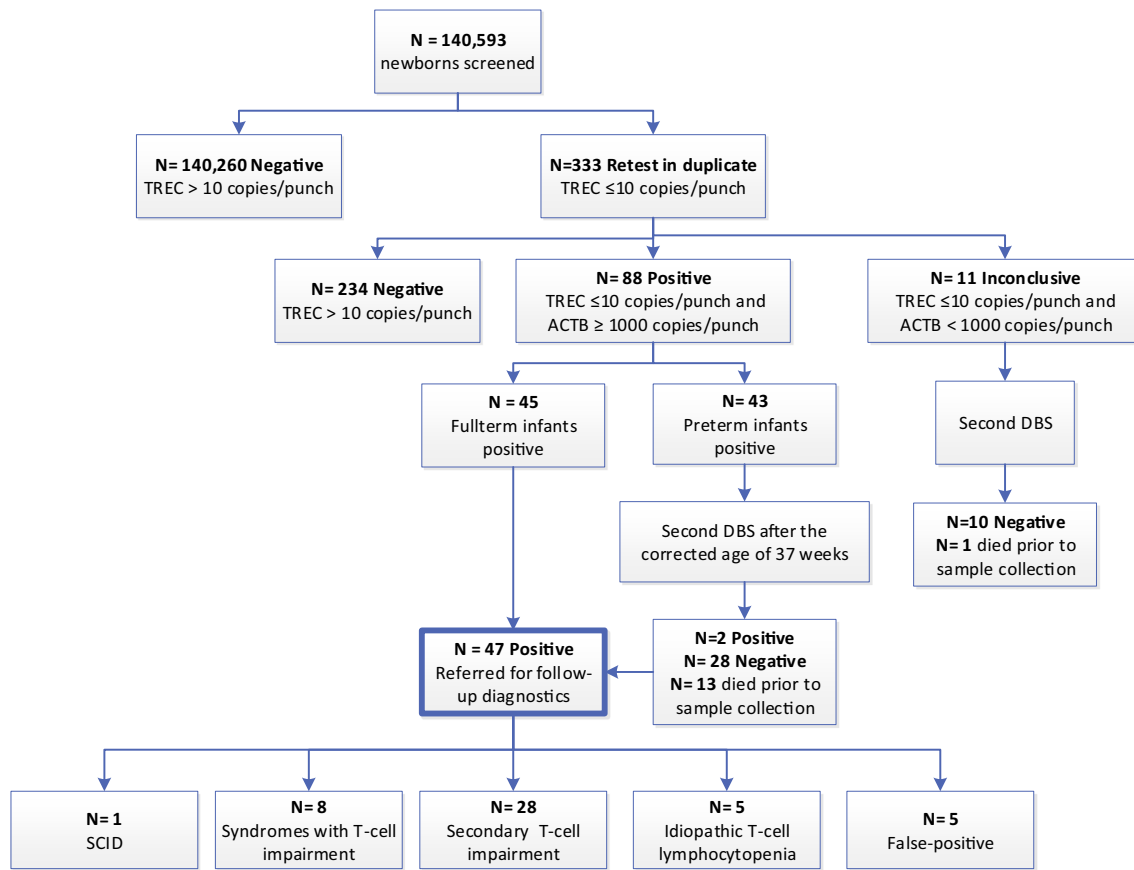 N = 140,593
newborns screened
N= 140,260 Negative
TREC > 10 copies/punch
N=333 Retest in duplicate
TREC ≤10 copies/punch
N= 234 Negative
TREC > 10 copies/punch
N= 88 Positive
TREC ≤10 copies/punch and
ACTB ≥ 1000 copies/punch
N= 11 Inconclusive
TREC ≤10 copies/punch and
ACTB < 1000 copies/punch
N = 45
Fullterm infants
positive
N= 43
Preterm infants
positive
Second DBS
Second DBS after the
corrected age of 37 weeks
N=10 Negative
N= 1 died prior to
sample collection
N = 47 Positive
Referred for follow-
up diagnostics
N=2 Positive
N= 28 Negative
N= 13 died prior to
sample collection
N= 1
SCID
N= 8
Syndromes with T-cell
impairment
N= 28
Secondary T-cell
impairment
N= 5
Idiopathic T-cell
lymphocytopenia
N= 5
False-positive